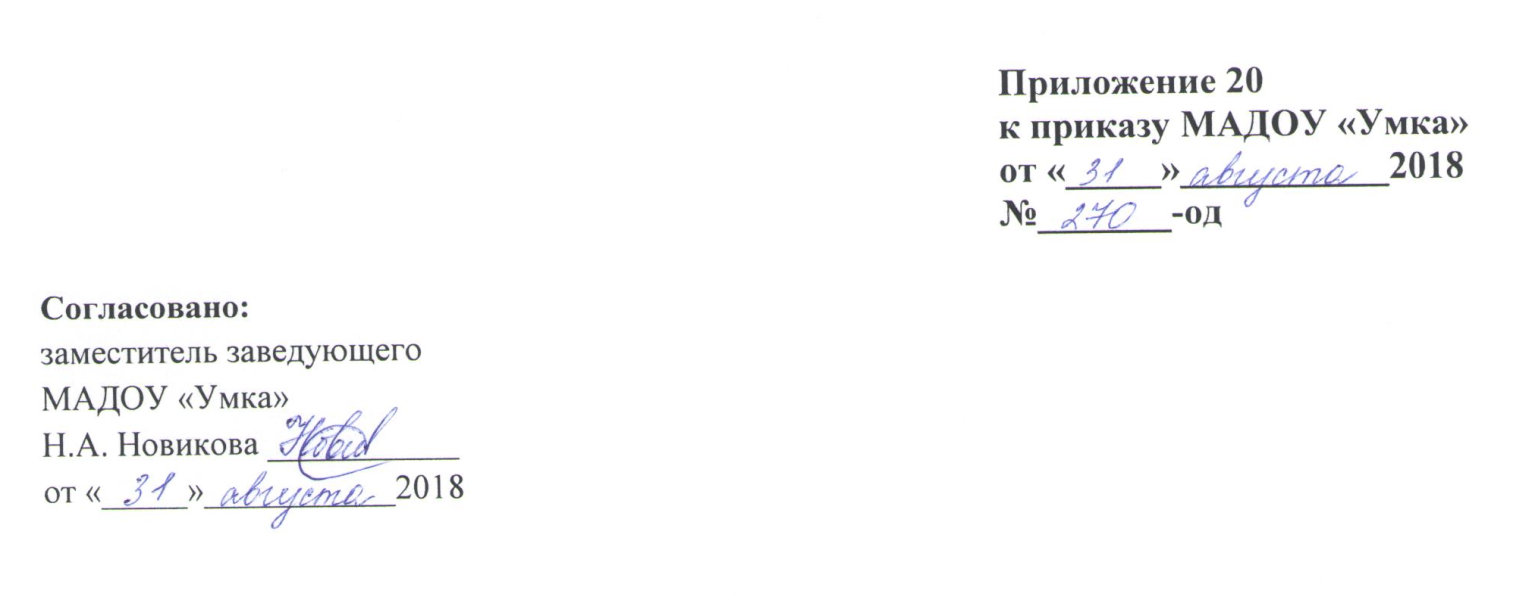 Приложение 20
к приказу МАДОУ «Умка»
от «31» августа 2018
№ 270-од
Согласовано:
заместитель заведующего
МАДОУ «Умка»
Н.А. Новикова
от «31» августа 2018